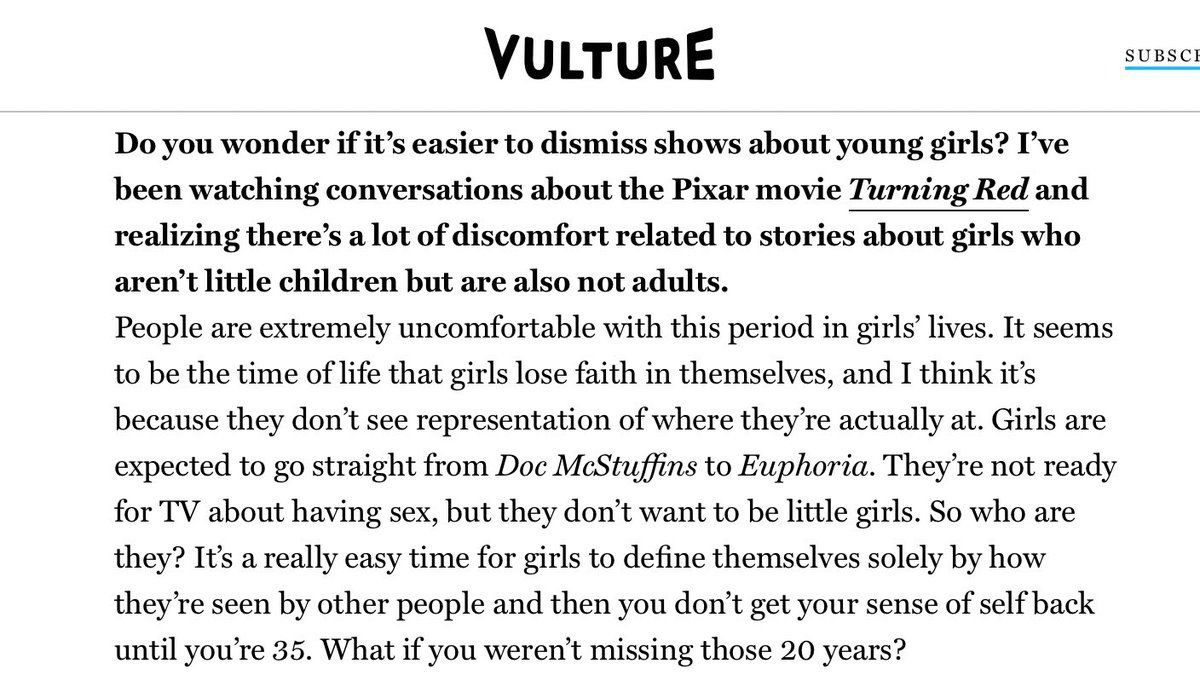 VULTURE
Do you wonder if it’s easier to dismiss shows about young girls? I’ve
been watching conversations about the Pixar movie Turning Red and
realizing there’s a lot of discomfort related to stories about girls who
aren’t little children but are also not adults.
People are extremely uncomfortable with this period in girls’ lives. It seems
to be the time of life that girls lose faith in themselves, and I think it’s
because they don’t see representation of where they’re actually at. Girls are
expected to go straight from Doc McStuffins to Euphoria. They’re not ready
for TV about having sex, but they don’t want to be little girls. So who are
they? It’s a really easy time for girls to define themselves solely by how
they’re seen by other people and then you don’t get your sense of self back
until you’re 35. What if you weren’t missing those 20 years?